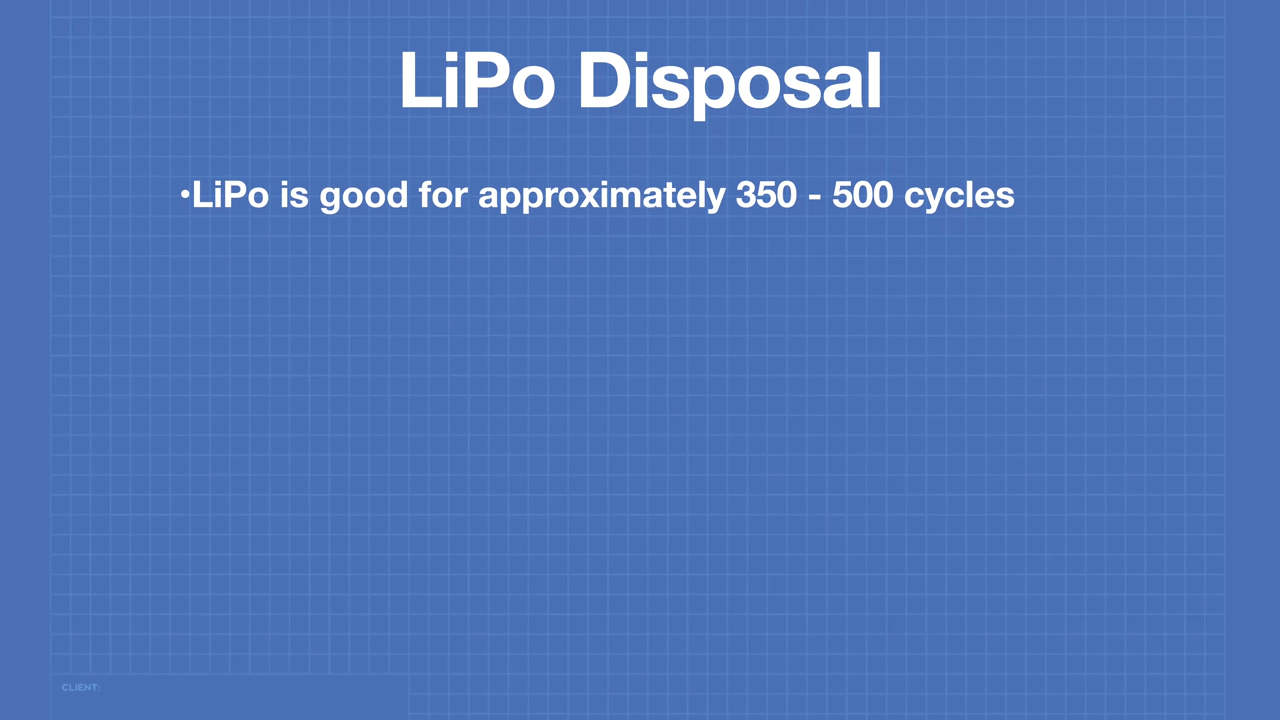 LiPo Disposal
•LiPo is good for approximately 350 - 500 cycles
CLIENT: